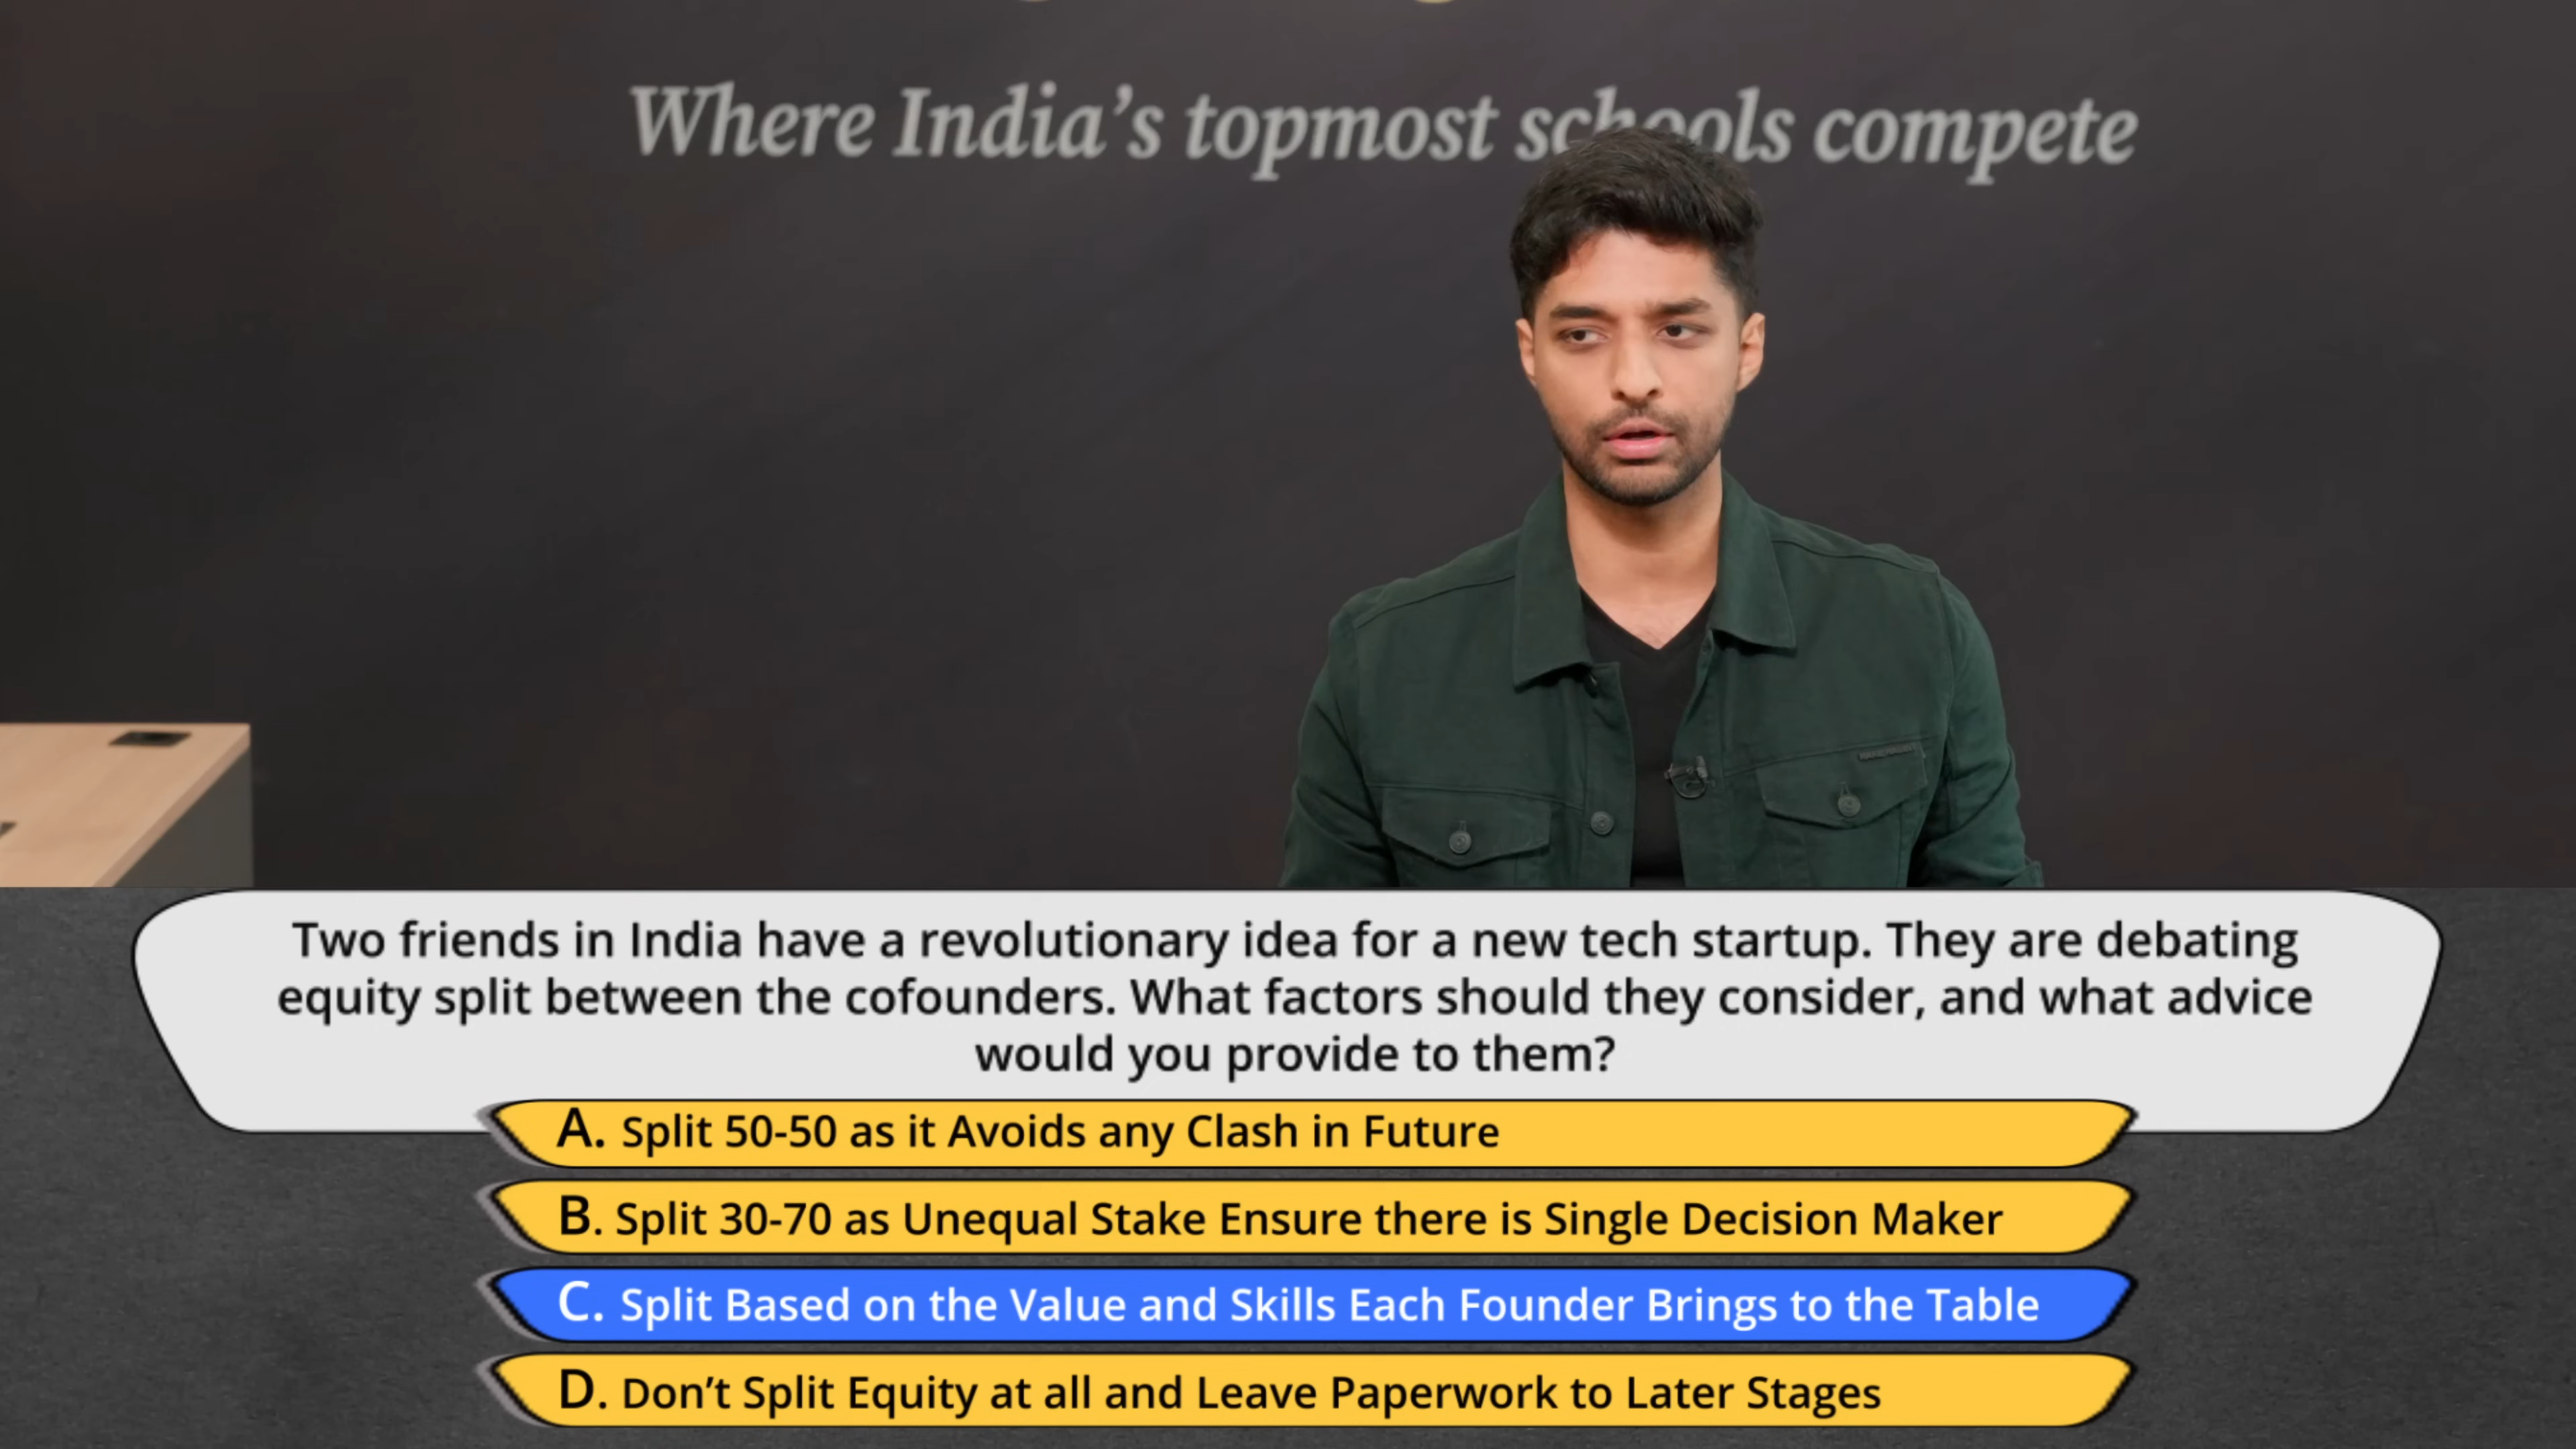 Where India's topmost schools compete
Two friends in India have a revolutionary idea for a new tech startup. They are debating
equity split between the cofounders. What factors should they consider, and what advice
would you provide to them?
A. Split 50-50 as it Avoids any Clash in Future
B. Split 30-70 as Unequal Stake Ensure there is Single Decision Maker
C. Split Based on the Value and Skills Each Founder Brings to the Table
D. Don't Split Equity at all and Leave Paperwork to Later Stages